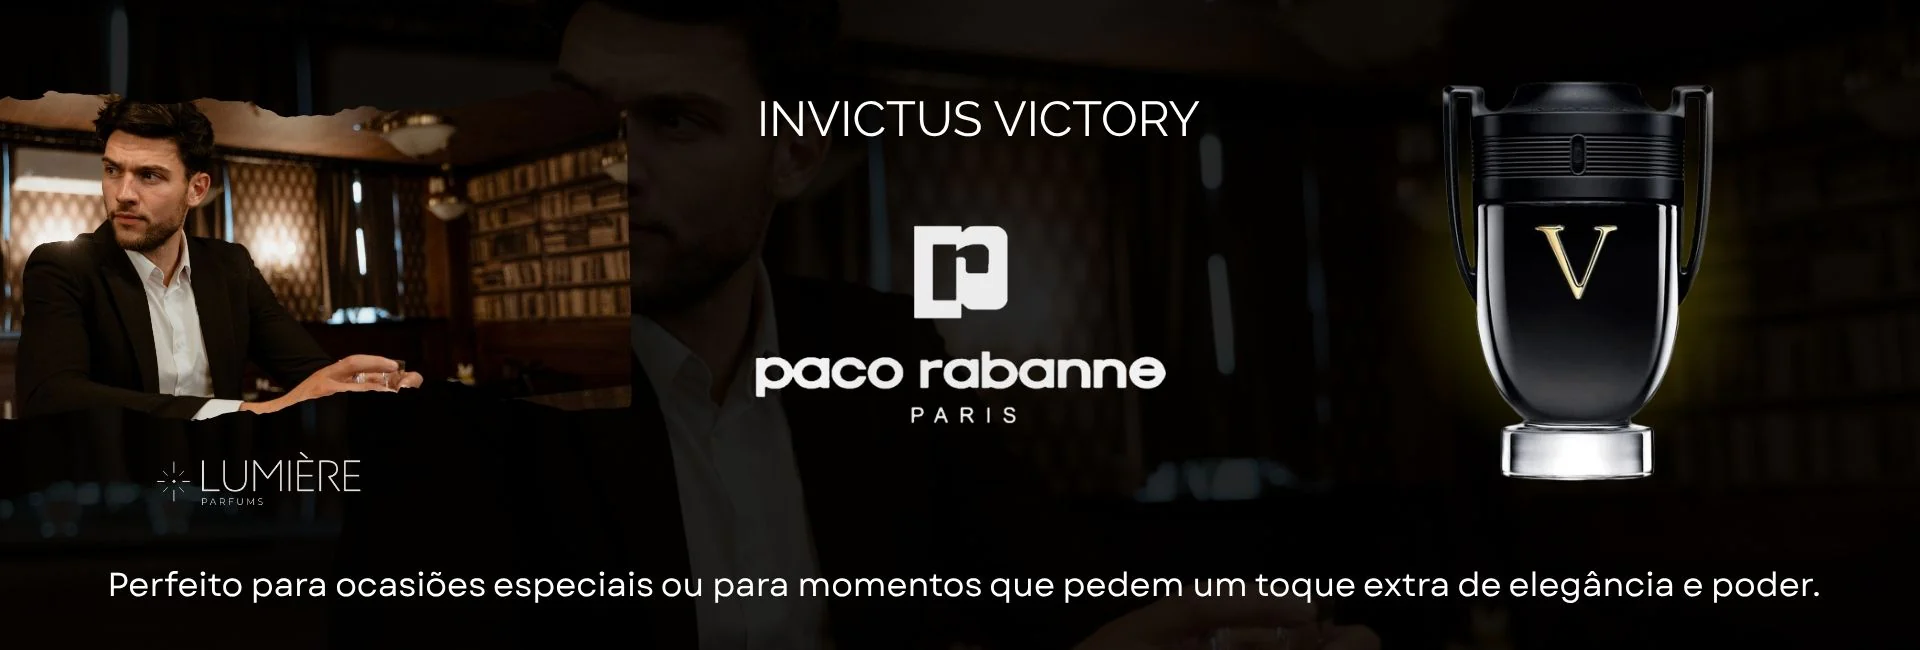 INVICTUS VICTORY
paco rabanne
PARIS
V
LUMIÈRE
PARFUMS
Perfeito para ocasiões especiais ou para momentos que pedem um toque extra de elegância e poder.